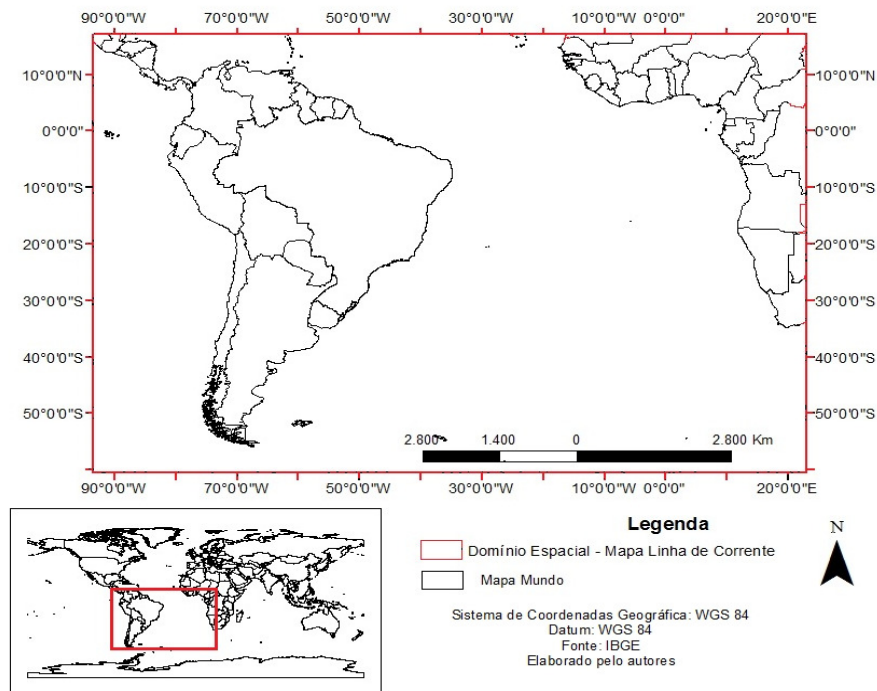 90°0'0"W 70°0'0"W 50°0'0"W 30°0'0"W 10°0'0"W 0°0'0" 20°0'0"E
10°0'0"N 10°0'0"N
0°0'0" 0°0'0"
10°0'0"S 10°0'0"S
20°0'0"S 20°0'0"S
30°0'0"S 30°0'0"S
40°0'0"S 40°0'0"S
50°0'0"S 50°0'0"S
2.800 1.400 0 2.800 Km
90°0'0"W 70°0'0"W 50°0'0"W 30°0'0"W 10°0'0"W 0°0'0" 20°0'0"E
Legenda
Domínio Espacial - Mapa Linha de Corrente
Mapa Mundo
N
Sistema de Coordenadas Geográfica: WGS 84
Datum: WGS 84
Fonte: IBGE
Elaborado pelo autores